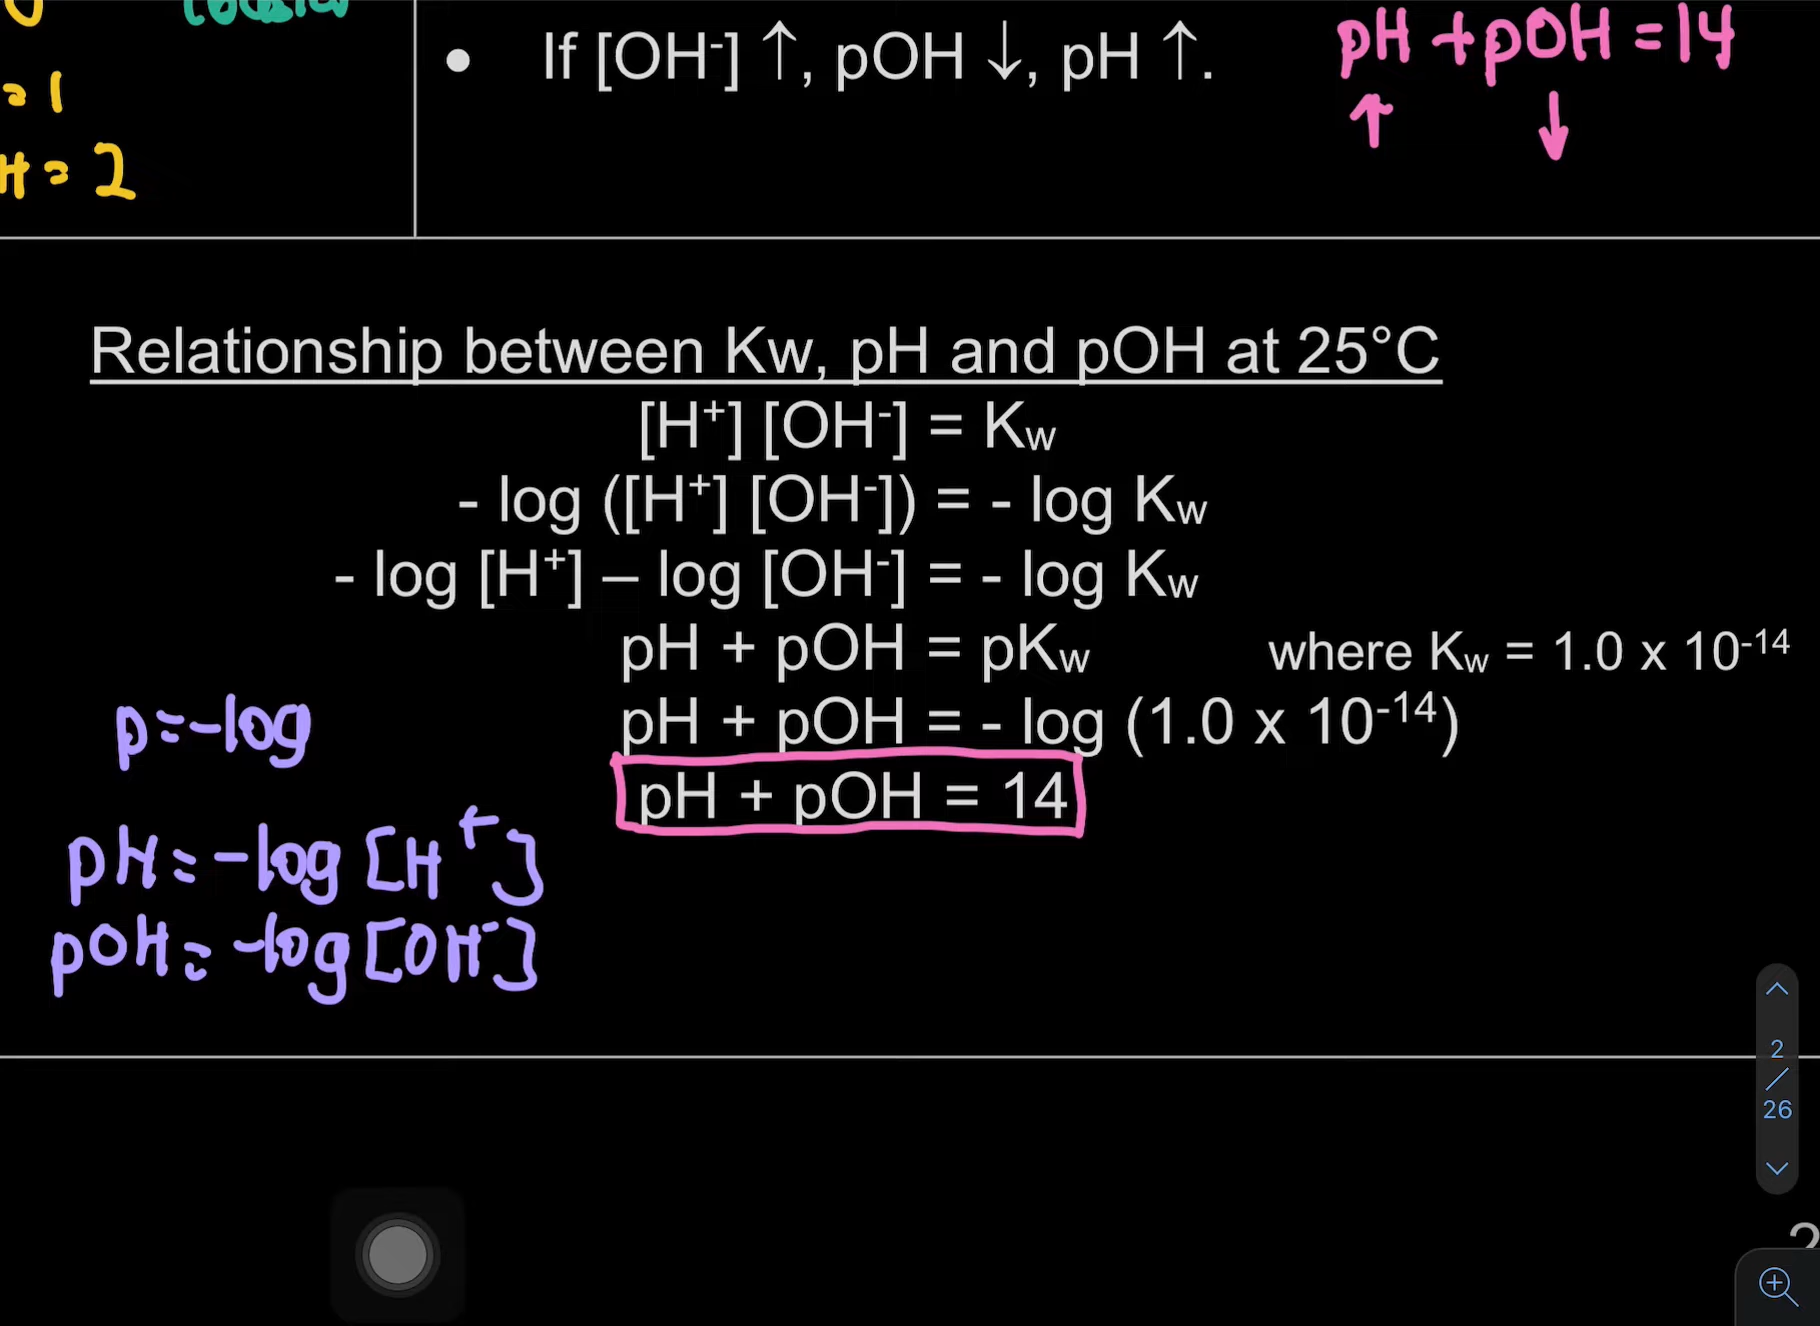 = 1
H = 2
• If [OH⁻] ↑, pOH ↓, pH ↑.
pH + pOH = 14
↑ ↓
Relationship between Kw, pH and pOH at 25°C
[H⁺] [OH⁻] = Kw
- log ([H⁺] [OH⁻]) = - log Kw
- log [H⁺] – log [OH⁻] = - log Kw
pH + pOH = pKw where Kw = 1.0 x 10⁻¹⁴
pH + pOH = - log (1.0 x 10⁻¹⁴)
pH + pOH = 14
p = -log
pH = -log [H⁺]
pOH = -log [OH⁻]
2
/
26